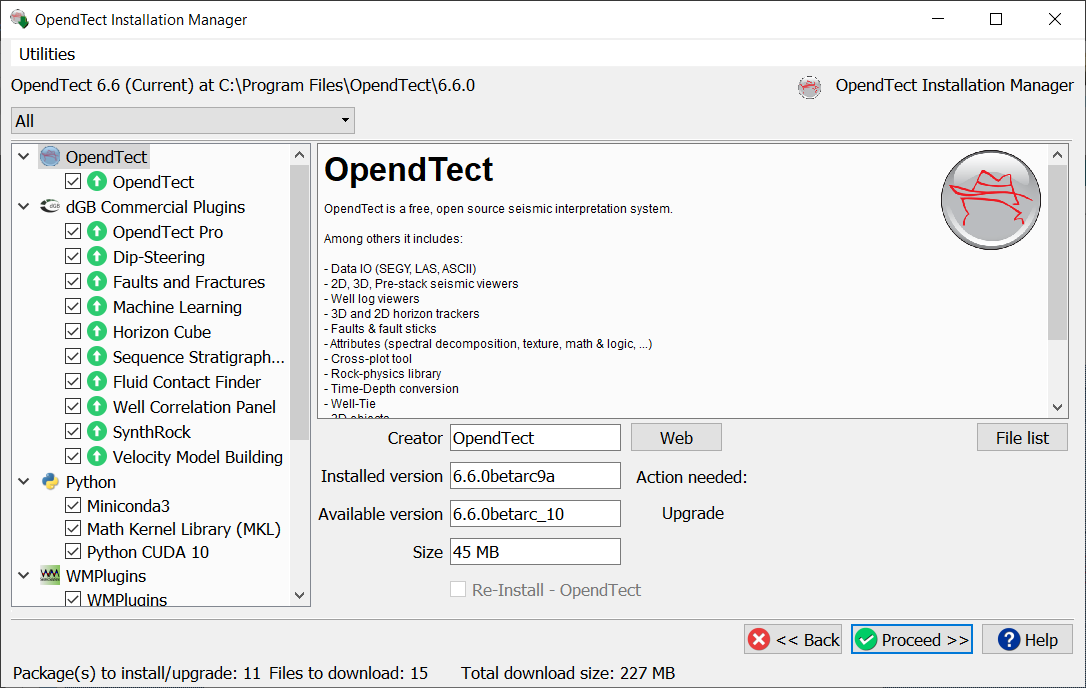 OpendTect Installation Manager
Utilities
OpendTect 6.6 (Current) at C:\Program Files\OpendTect\6.6.0
OpendTect Installation Manager
All
OpendTect
OpendTect
dGB Commercial Plugins
OpendTect Pro
Dip-Steering
Faults and Fractures
Machine Learning
Horizon Cube
Sequence Stratigraph...
Fluid Contact Finder
Well Correlation Panel
SynthRock
Velocity Model Building
Python
Miniconda3
Math Kernel Library (MKL)
Python CUDA 10
WMPlugins
WMPlugins
OpendTect
OpendTect is a free, open source seismic interpretation system.
Among others it includes:
- Data IO (SEGY, LAS, ASCII)
- 2D, 3D, Pre-stack seismic viewers
- Well log viewers
- 3D and 2D horizon trackers
- Faults & fault sticks
- Attributes (spectral decomposition, texture, math & logic, ...)
- Cross-plot tool
- Rock-physics library
- Time-Depth conversion
- Well-Tie
- 3D objects
Creator OpendTect Web File list
Installed version 6.6.0betarc9a Action needed:
Available version 6.6.0betarc_10 Upgrade
Size 45 MB
Re-Install - OpendTect
<< Back Proceed >> Help
Package(s) to install/upgrade: 11 Files to download: 15 Total download size: 227 MB